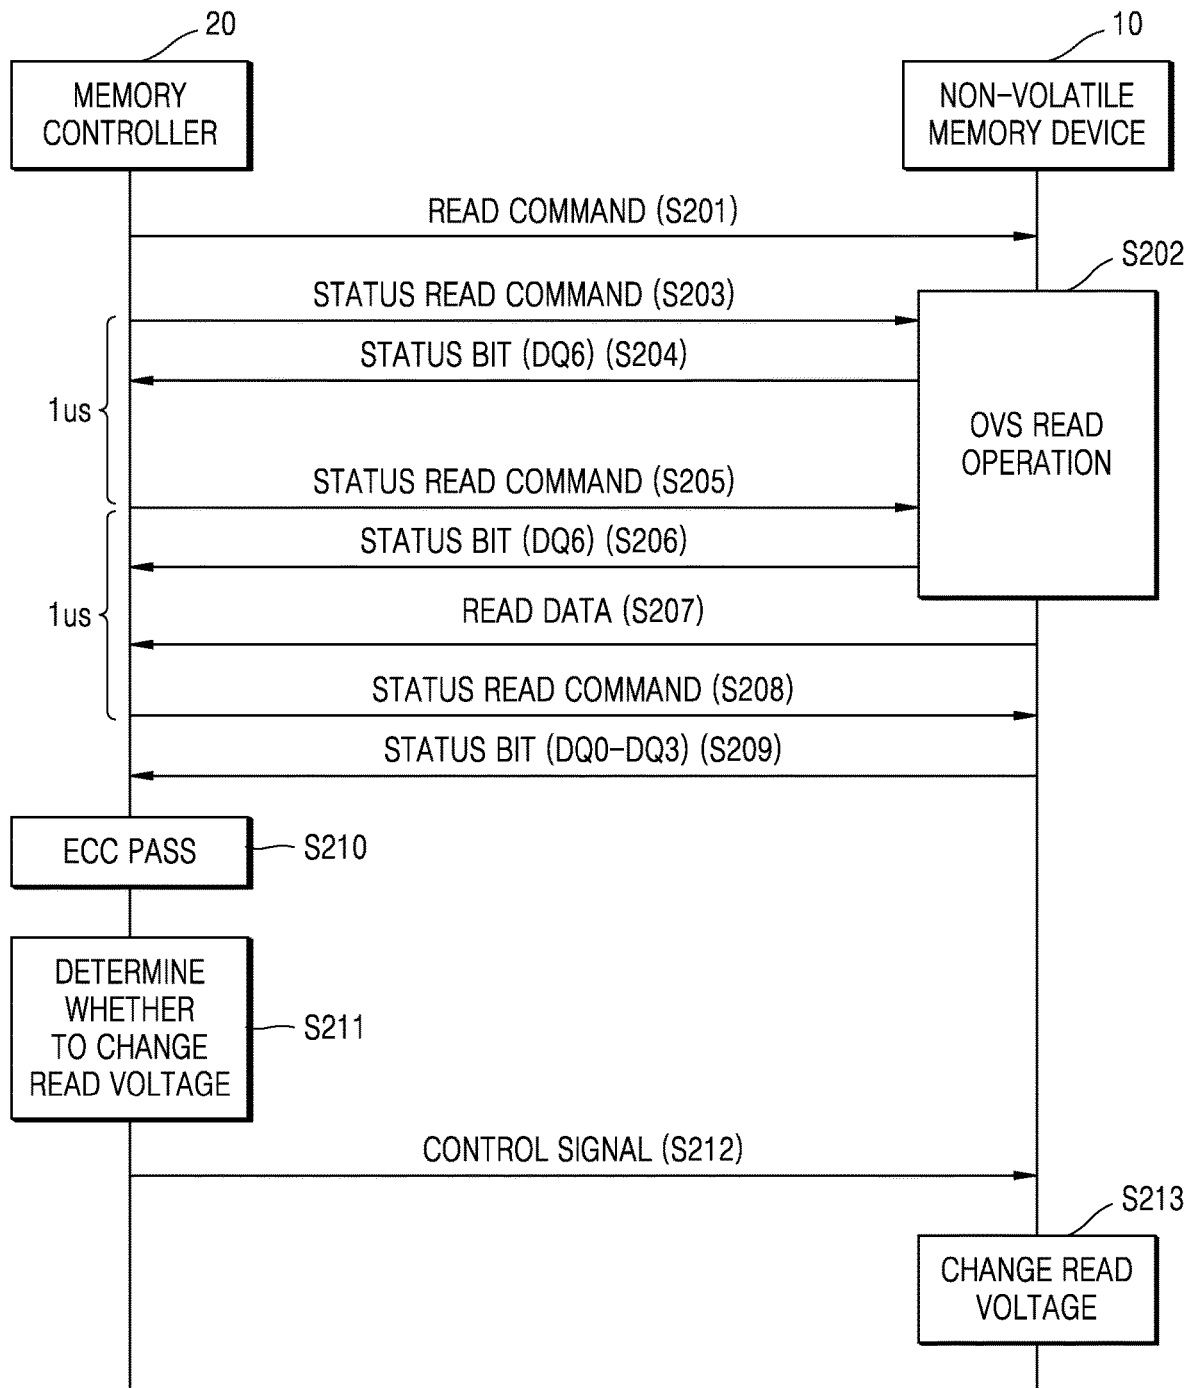 20
10
MEMORY
CONTROLLER
NON-VOLATILE
MEMORY DEVICE
READ COMMAND (S201)
S202
STATUS READ COMMAND (S203)
STATUS BIT (DQ6) (S204)
1us
OVS READ
OPERATION
STATUS READ COMMAND (S205)
STATUS BIT (DQ6) (S206)
1us
READ DATA (S207)
STATUS READ COMMAND (S208)
STATUS BIT (DQ0-DQ3) (S209)
ECC PASS
S210
DETERMINE
WHETHER
TO CHANGE
READ VOLTAGE
S211
CONTROL SIGNAL (S212)
S213
CHANGE READ
VOLTAGE